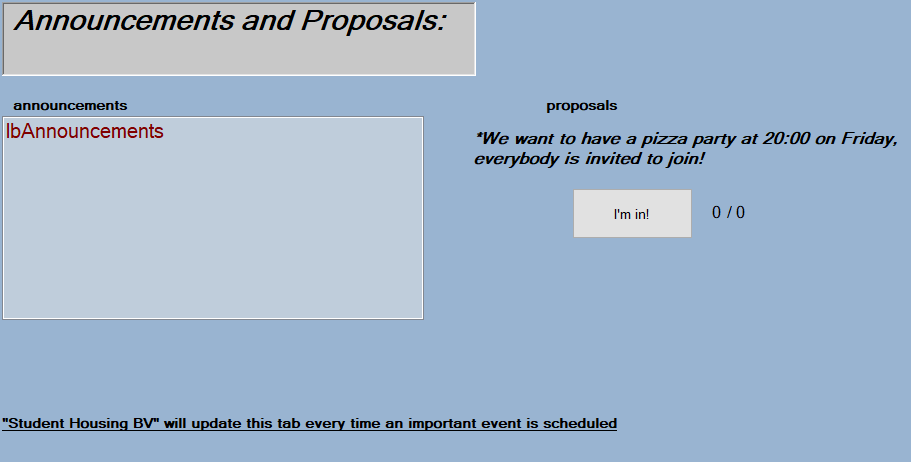 Announcements and Proposals:
announcements
lbAnnouncements
proposals
*We want to have a pizza party at 20:00 on Friday,
everybody is invited to join!
I'm in!
0 / 0
"Student Housing BV" will update this tab every time an important event is scheduled